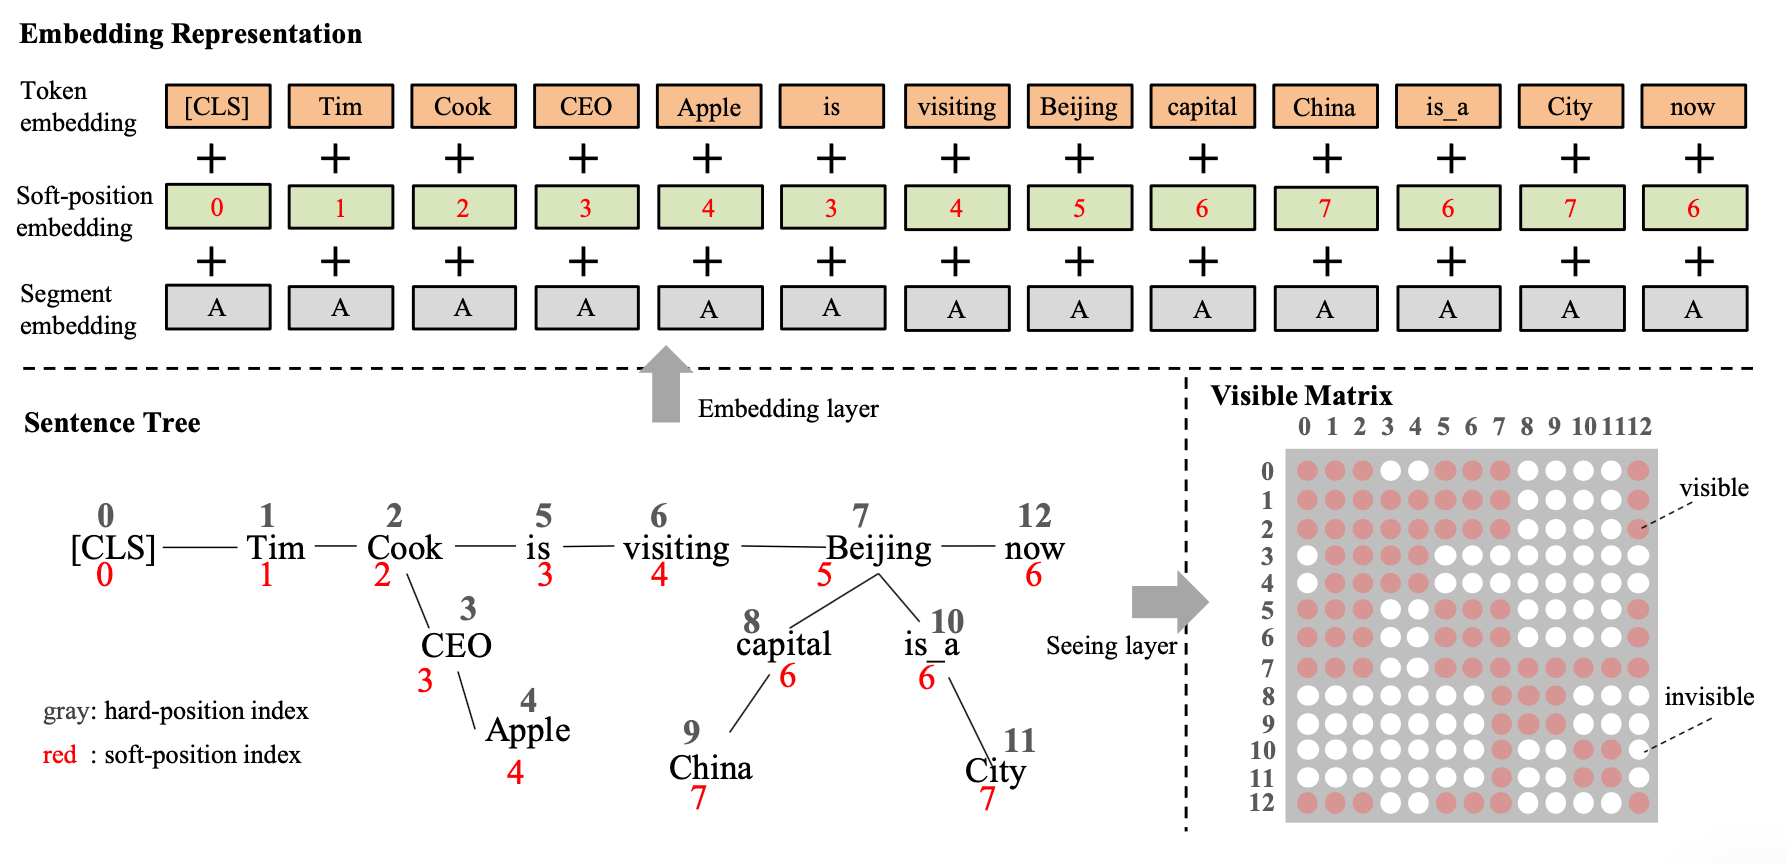 Embedding Representation
Token embedding
[CLS] Tim Cook CEO Apple is visiting Beijing capital China is_a City now
+ + + + + + + + + + + + +
Soft-position embedding
0 1 2 3 4 3 4 5 6 7 6 7 6
+ + + + + + + + + + + + +
Segment embedding
A A A A A A A A A A A A A
Embedding layer
Sentence Tree
0 1 2 5 6 7 12
[CLS] Tim Cook is visiting Beijing now
0 1 2 3 4 5 6
3 8 10
CEO capital is_a
3 6 6
4 9 11
Apple China City
4 7 7
gray: hard-position index
red : soft-position index
Seeing layer
Visible Matrix
0 1 2 3 4 5 6 7 8 9 10 11 12
0
1
2
3
4
5
6
7
8
9
10
11
12
visible
invisible